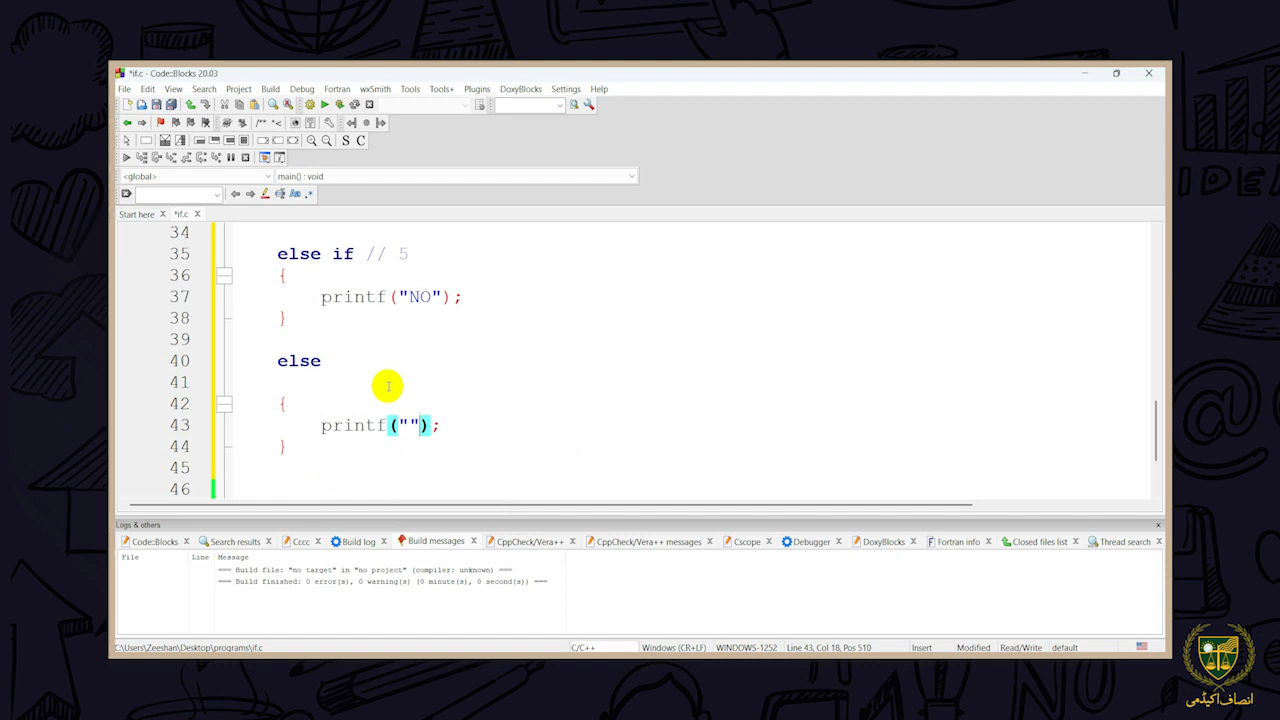 *if.c - Code::Blocks 20.03
File Edit View Search Project Build Debug Fortran wxSmith Tools Tools+ Plugins DoxyBlocks Settings Help
S C
<global> main() : void
Start here X *if.c X
34
35 else if // 5
36 {
37 printf("NO");
38 }
39
40 else
41
42 {
43 printf("");
44 }
45
46
Logs & others
Code::Blocks X Search results X Cccc X Build log X Build messages X CppCheck/Vera++ X CppCheck/Vera++ messages X Cscope X Debugger X DoxyBlocks X Fortran info X Closed files list X Thread search X
File Line Message
=== Build file: "no target" in "no project" (compiler: unknown) ===
=== Build finished: 0 error(s), 0 warning(s) (0 minute(s), 0 second(s)) ===
C:\Users\Zeeshan\Desktop\programs\if.c C/C++ Windows (CR+LF) WINDOWS-1252 Line 43, Col 18, Pos 510 Insert Modified Read/Write default
IDEA
انصاف اکیڈمی